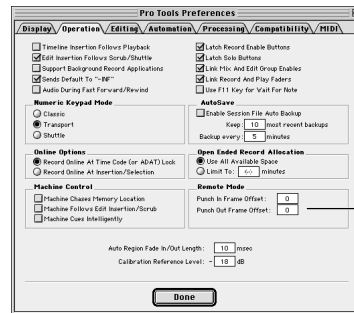 Pro Tools Preferences
Display Operation Editing Automation Processing Compatibility MIDI
Timeline Insertion Follows Playback
Edit Insertion Follows Scrub/Shuttle
Support Background Record Applications
Sends Default To "-INF"
Audio During Fast Forward/Rewind
Latch Record Enable Buttons
Latch Solo Buttons
Link Mix And Edit Group Enables
Link Record And Play Faders
Use F11 Key for Wait For Note
Numeric Keypad Mode
Classic
Transport
Shuttle
AutoSave
Enable Session File Auto Backup
Keep: 10 most recent backups
Backup every: 5 minutes
Online Options
Record Online At Time Code (or ADAT) Lock
Record Online At Insertion/Selection
Open Ended Record Allocation
Use All Available Space
Limit To: minutes
Machine Control
Machine Chases Memory Location
Machine Follows Edit Insertion/Scrub
Machine Cues Intelligently
Remote Mode
Punch In Frame Offset: 0
Punch Out Frame Offset: 0
Auto Region Fade In/Out Length: 10 msec
Calibration Reference Level: - 18 dB
Done